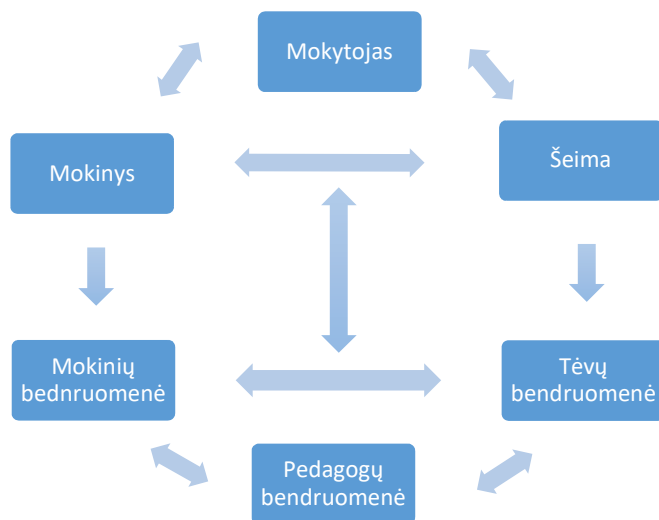 Mokytojas
Mokinys
Šeima
Mokinių
bednruomenė
Tėvų
bendruomenė
Pedagogų
bendruomenė